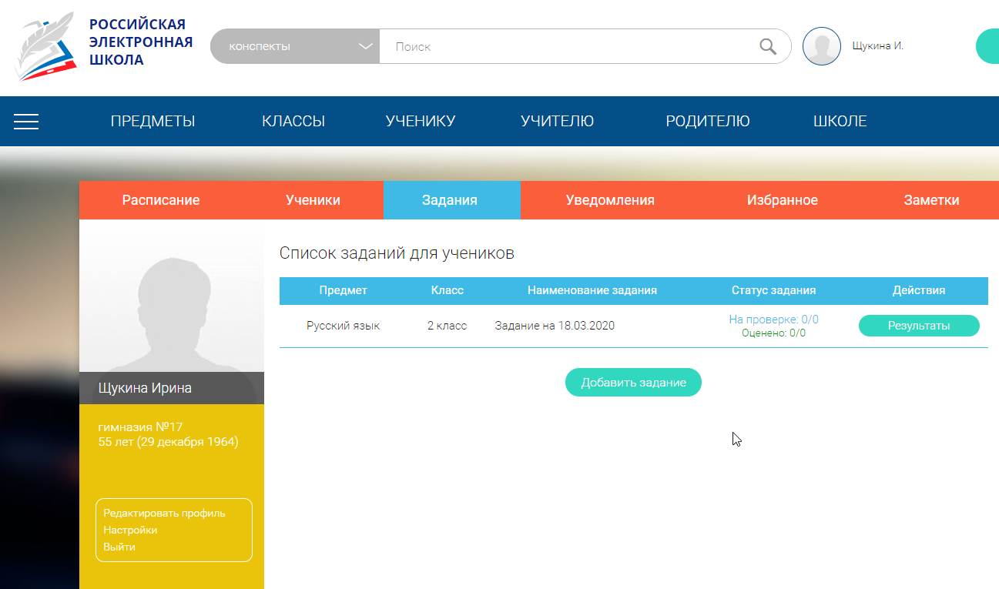 РОССИЙСКАЯ
ЭЛЕКТРОННАЯ
ШКОЛА
конспекты
Поиск
Щукина И.
ПРЕДМЕТЫ КЛАССЫ УЧЕНИКУ УЧИТЕЛЮ РОДИТЕЛЮ ШКОЛЕ
Расписание Ученики Задания Уведомления Избранное Заметки
Список заданий для учеников
Предмет Класс Наименование задания Статус задания Действия
Русский язык 2 класс Задание на 18.03.2020 На проверке: 0/0
Оценено: 0/0
Результаты
Добавить задание
Щукина Ирина
гимназия №17
55 лет (29 декабря 1964)
Редактировать профиль
Настройки
Выйти